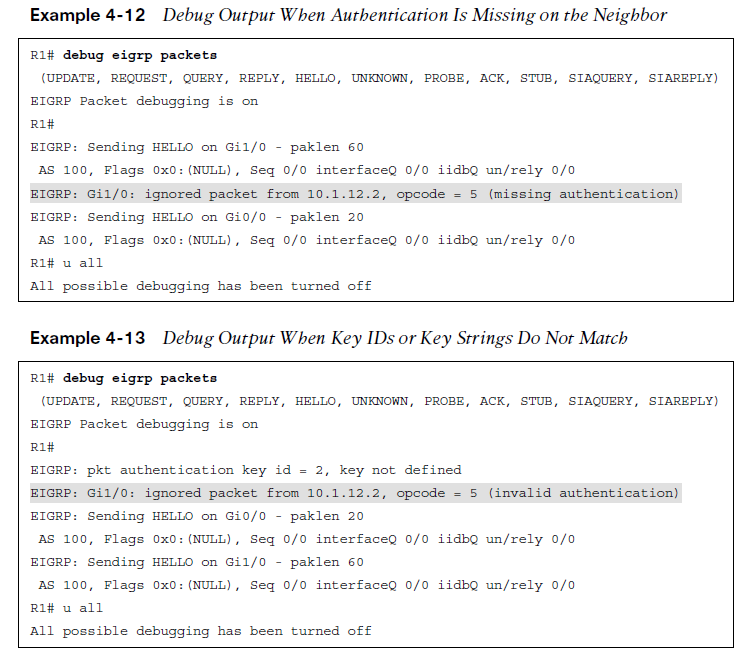 Example 4-12 Debug Output When Authentication Is Missing on the Neighbor
R1# debug eigrp packets
(UPDATE, REQUEST, QUERY, REPLY, HELLO, UNKNOWN, PROBE, ACK, STUB, SIAQUERY, SIAREPLY)
EIGRP Packet debugging is on
R1#
EIGRP: Sending HELLO on Gi1/0 - paklen 60
AS 100, Flags 0x0:(NULL), Seq 0/0 interfaceQ 0/0 iidbQ un/rely 0/0
EIGRP: Gi1/0: ignored packet from 10.1.12.2, opcode = 5 (missing authentication)
EIGRP: Sending HELLO on Gi0/0 - paklen 20
AS 100, Flags 0x0:(NULL), Seq 0/0 interfaceQ 0/0 iidbQ un/rely 0/0
R1# u all
All possible debugging has been turned off
Example 4-13 Debug Output When Key IDs or Key Strings Do Not Match
R1# debug eigrp packets
(UPDATE, REQUEST, QUERY, REPLY, HELLO, UNKNOWN, PROBE, ACK, STUB, SIAQUERY, SIAREPLY)
EIGRP Packet debugging is on
R1#
EIGRP: pkt authentication key id = 2, key not defined
EIGRP: Gi1/0: ignored packet from 10.1.12.2, opcode = 5 (invalid authentication)
EIGRP: Sending HELLO on Gi0/0 - paklen 20
AS 100, Flags 0x0:(NULL), Seq 0/0 interfaceQ 0/0 iidbQ un/rely 0/0
EIGRP: Sending HELLO on Gi1/0 - paklen 60
AS 100, Flags 0x0:(NULL), Seq 0/0 interfaceQ 0/0 iidbQ un/rely 0/0
R1# u all
All possible debugging has been turned off